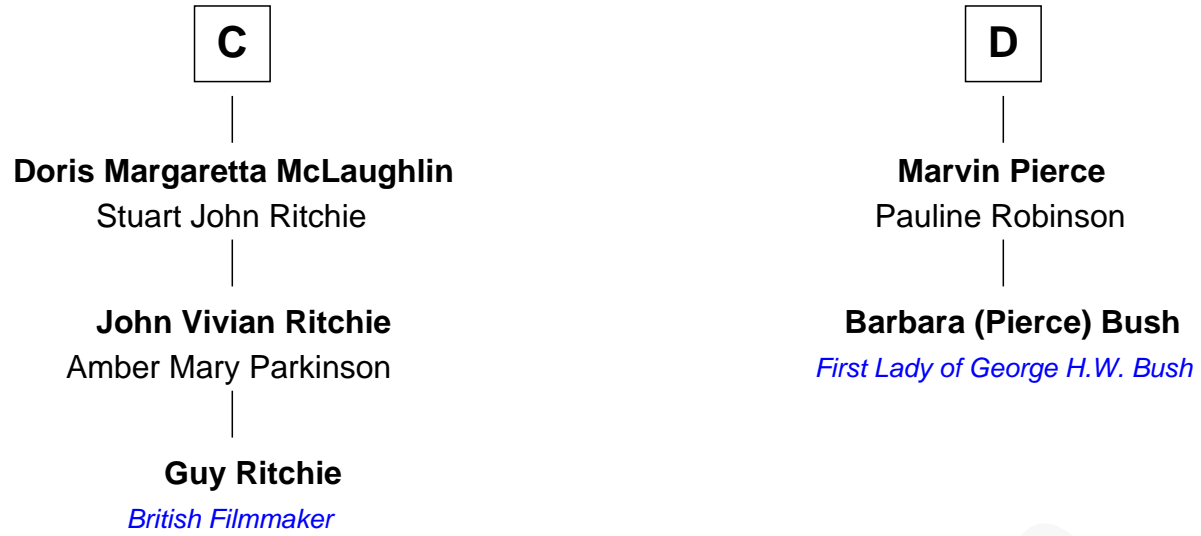 C
D
Doris Margaretta McLaughlin
Marvin Pierce
Stuart John Ritchie
Pauline Robinson
John Vivian Ritchie
Barbara (Pierce) Bush
Amber Mary Parkinson
First Lady of George H.W. Bush
Guy Ritchie
British Filmmaker